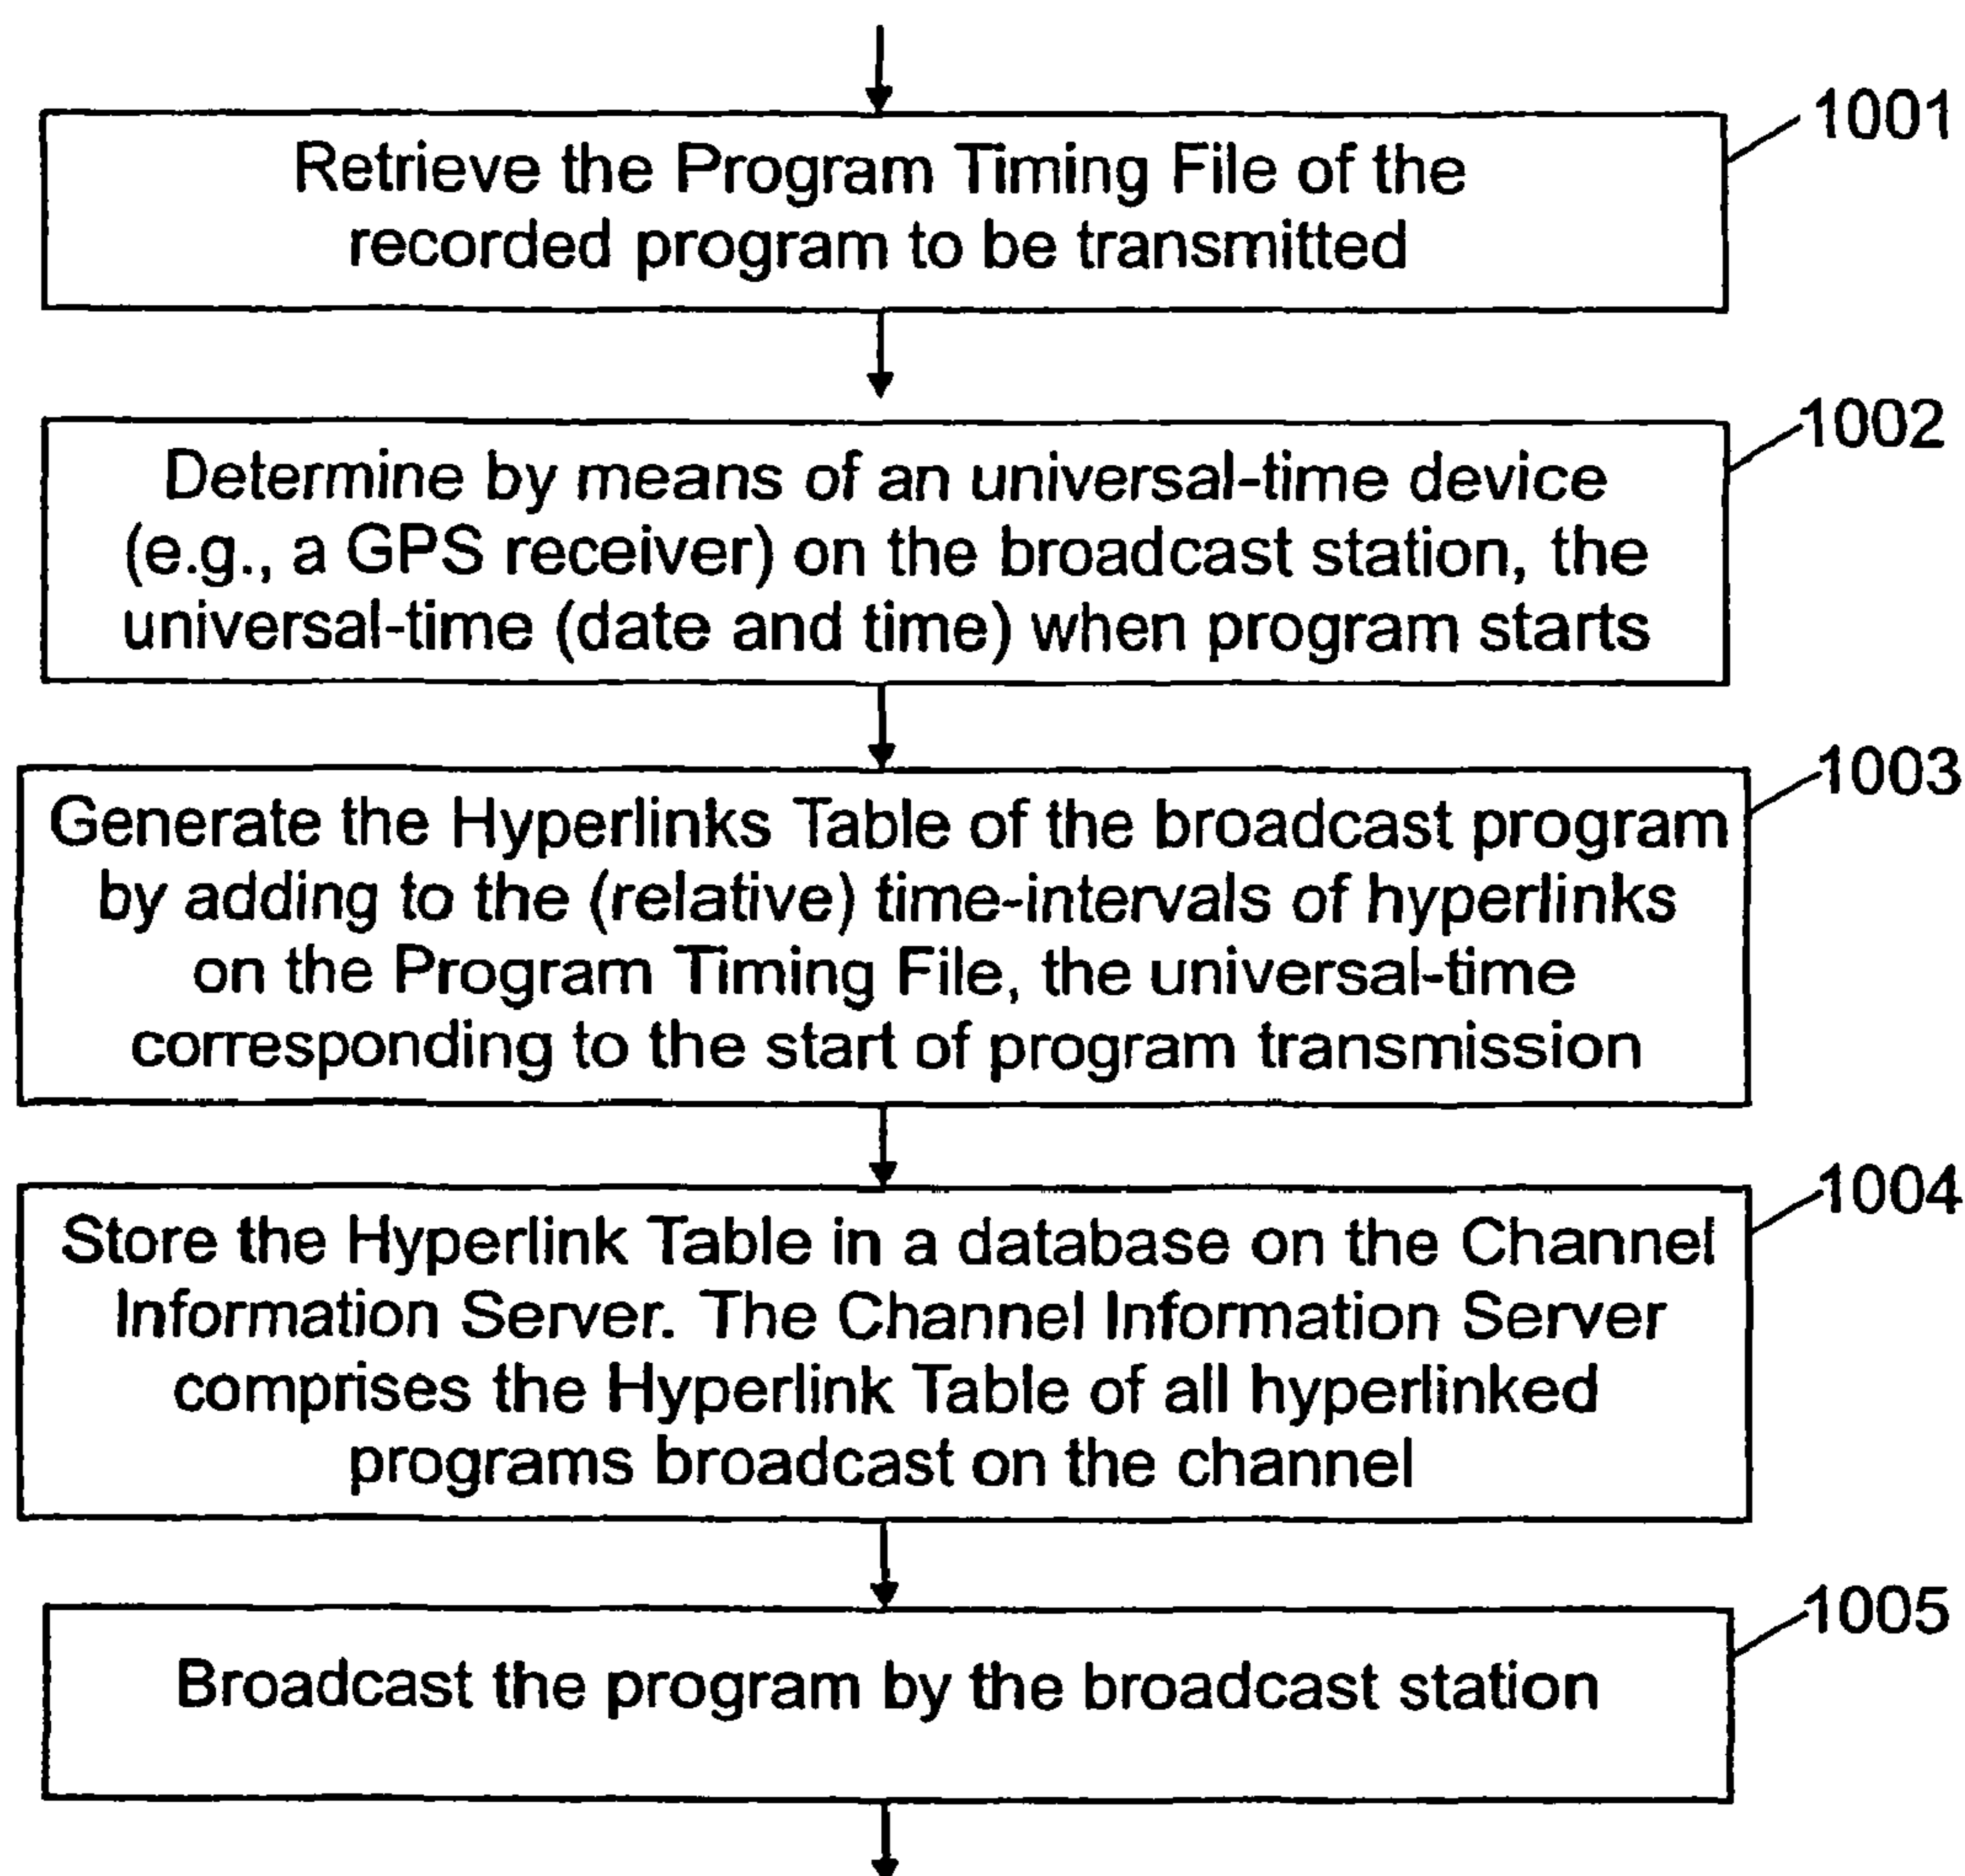 1001
Retrieve the Program Timing File of the
recorded program to be transmitted
1002
Determine by means of an universal-time device
(e.g., a GPS receiver) on the broadcast station, the
universal-time (date and time) when program starts
1003
Generate the Hyperlinks Table of the broadcast program
by adding to the (relative) time-intervals of hyperlinks
on the Program Timing File, the universal-time
corresponding to the start of program transmission
1004
Store the Hyperlink Table in a database on the Channel
Information Server. The Channel Information Server
comprises the Hyperlink Table of all hyperlinked
programs broadcast on the channel
1005
Broadcast the program by the broadcast station